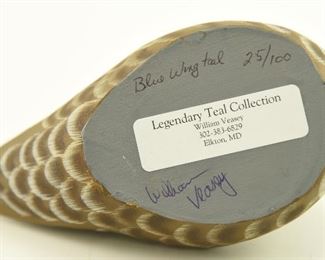 Blue Wing teal 25/100
Legendary Teal Collection
William Veasey
302-383-6829
Elkton, MD
William
Veasey